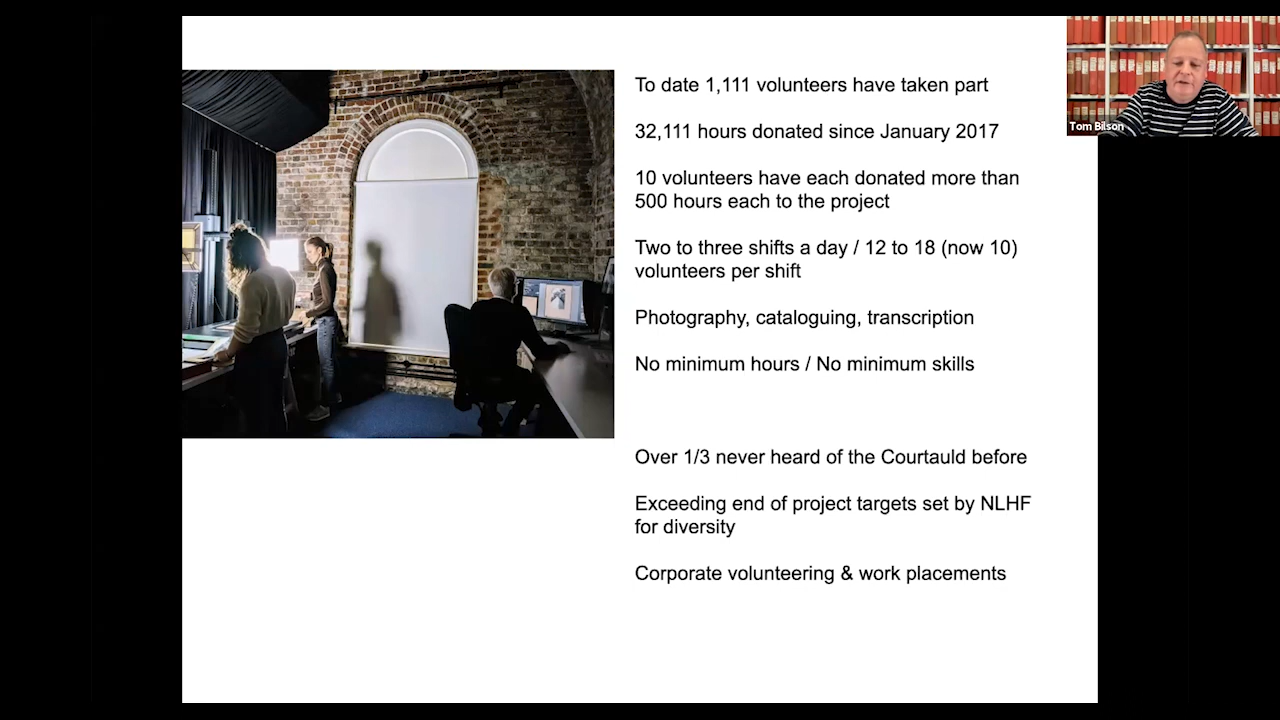 To date 1,111 volunteers have taken part
32,111 hours donated since January 2017
10 volunteers have each donated more than
500 hours each to the project
Two to three shifts a day / 12 to 18 (now 10)
volunteers per shift
Photography, cataloguing, transcription
No minimum hours / No minimum skills
Over 1/3 never heard of the Courtauld before
Exceeding end of project targets set by NLHF
for diversity
Corporate volunteering & work placements
Tom Bilson